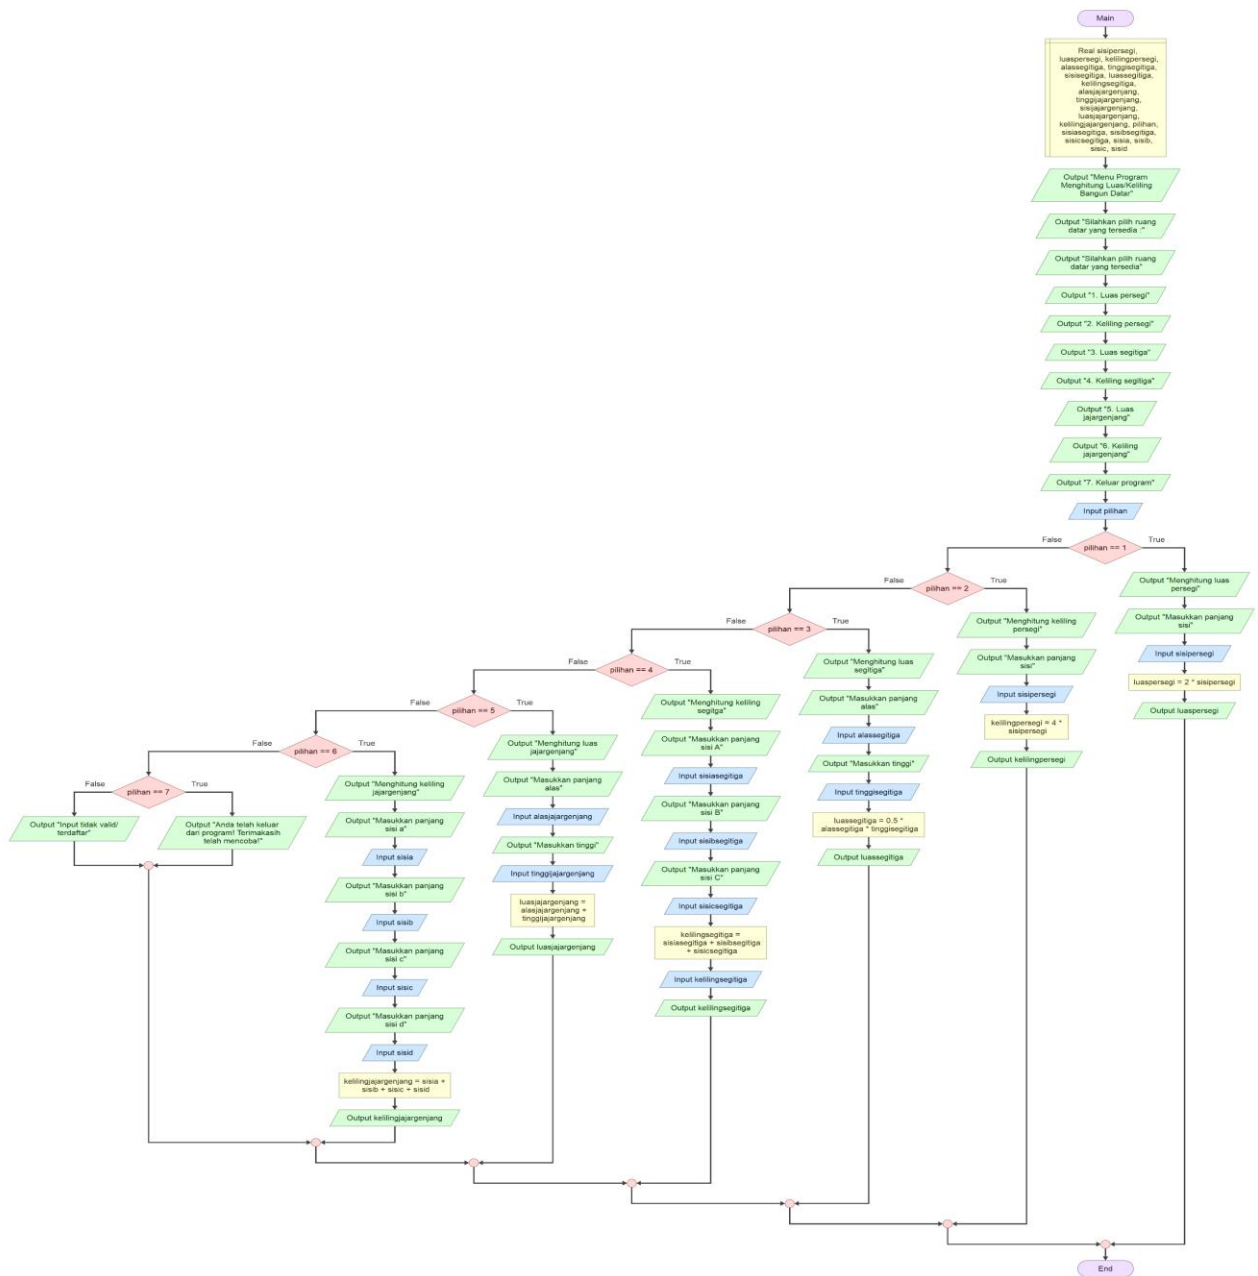 Main
Real sisipersegi,
luaspersegi, kelilingpersegi,
alassegitiga, tinggisegitiga,
sisisegitiga, luassegitiga,
kelilingsegitiga,
alasjajargenjang,
tinggijajargenjang,
sisijajargenjang,
luasjajargenjang,
kelilingjajargenjang, pilihan,
sisiasegitiga, sisibsegitiga,
sisicsegitiga, sisia, sisib,
sisic, sisid
Output "Menu Program
Menghitung Luas/Keliling
Bangun Datar"
Output "Silahkan pilih ruang
datar yang tersedia :"
Output "Silahkan pilih ruang
datar yang tersedia"
Output "1. Luas persegi"
Output "2. Keliling persegi"
Output "3. Luas segitiga"
Output "4. Keliling segitiga"
Output "5. Luas
jajargenjang"
Output "6. Keliling
jajargenjang"
Output "7. Keluar program"
Input pilihan
False
pilihan == 1
True
Output "Menghitung luas
persegi"
Output "Masukkan panjang
sisi"
Input sisipersegi
luaspersegi = 2 * sisipersegi
Output luaspersegi
False
pilihan == 2
True
Output "Menghitung keliling
persegi"
Output "Masukkan panjang
sisi"
Input sisipersegi
kelilingpersegi = 4 *
sisipersegi
Output kelilingpersegi
False
pilihan == 3
True
Output "Menghitung luas
segitiga"
Output "Masukkan panjang
alas"
Input alassegitiga
Output "Masukkan tinggi"
Input tinggisegitiga
luassegitiga = 0.5 *
alassegitiga * tinggisegitiga
Output luassegitiga
False
pilihan == 4
True
Output "Menghitung keliling
segitga"
Output "Masukkan panjang
sisi A"
Input sisiasegitiga
Output "Masukkan panjang
sisi B"
Input sisibsegitiga
Output "Masukkan panjang
sisi C"
Input sisicsegitiga
kelilingsegitiga =
sisiasegitiga + sisibsegitiga
+ sisicsegitiga
Input kelilingsegitiga
Output kelilingsegitiga
False
pilihan == 5
True
Output "Menghitung luas
jajargenjang"
Output "Masukkan panjang
alas"
Input alasjajargenjang
Output "Masukkan tinggi"
Input tinggijajargenjang
luasjajargenjang =
alasjajargenjang +
tinggijajargenjang
Output luasjajargenjang
False
pilihan == 6
True
Output "Menghitung keliling
jajargenjang"
Output "Masukkan panjang
sisi a"
Input sisia
Output "Masukkan panjang
sisi b"
Input sisib
Output "Masukkan panjang
sisi c"
Input sisic
Output "Masukkan panjang
sisi d"
Input sisid
kelilingjajargenjang = sisia +
sisib + sisic + sisid
Output kelilingjajargenjang
False
pilihan == 7
True
Output "Input tidak valid/
terdaftar"
Output "Anda telah keluar
dari program! Terimakasih
telah mencoba!"
End